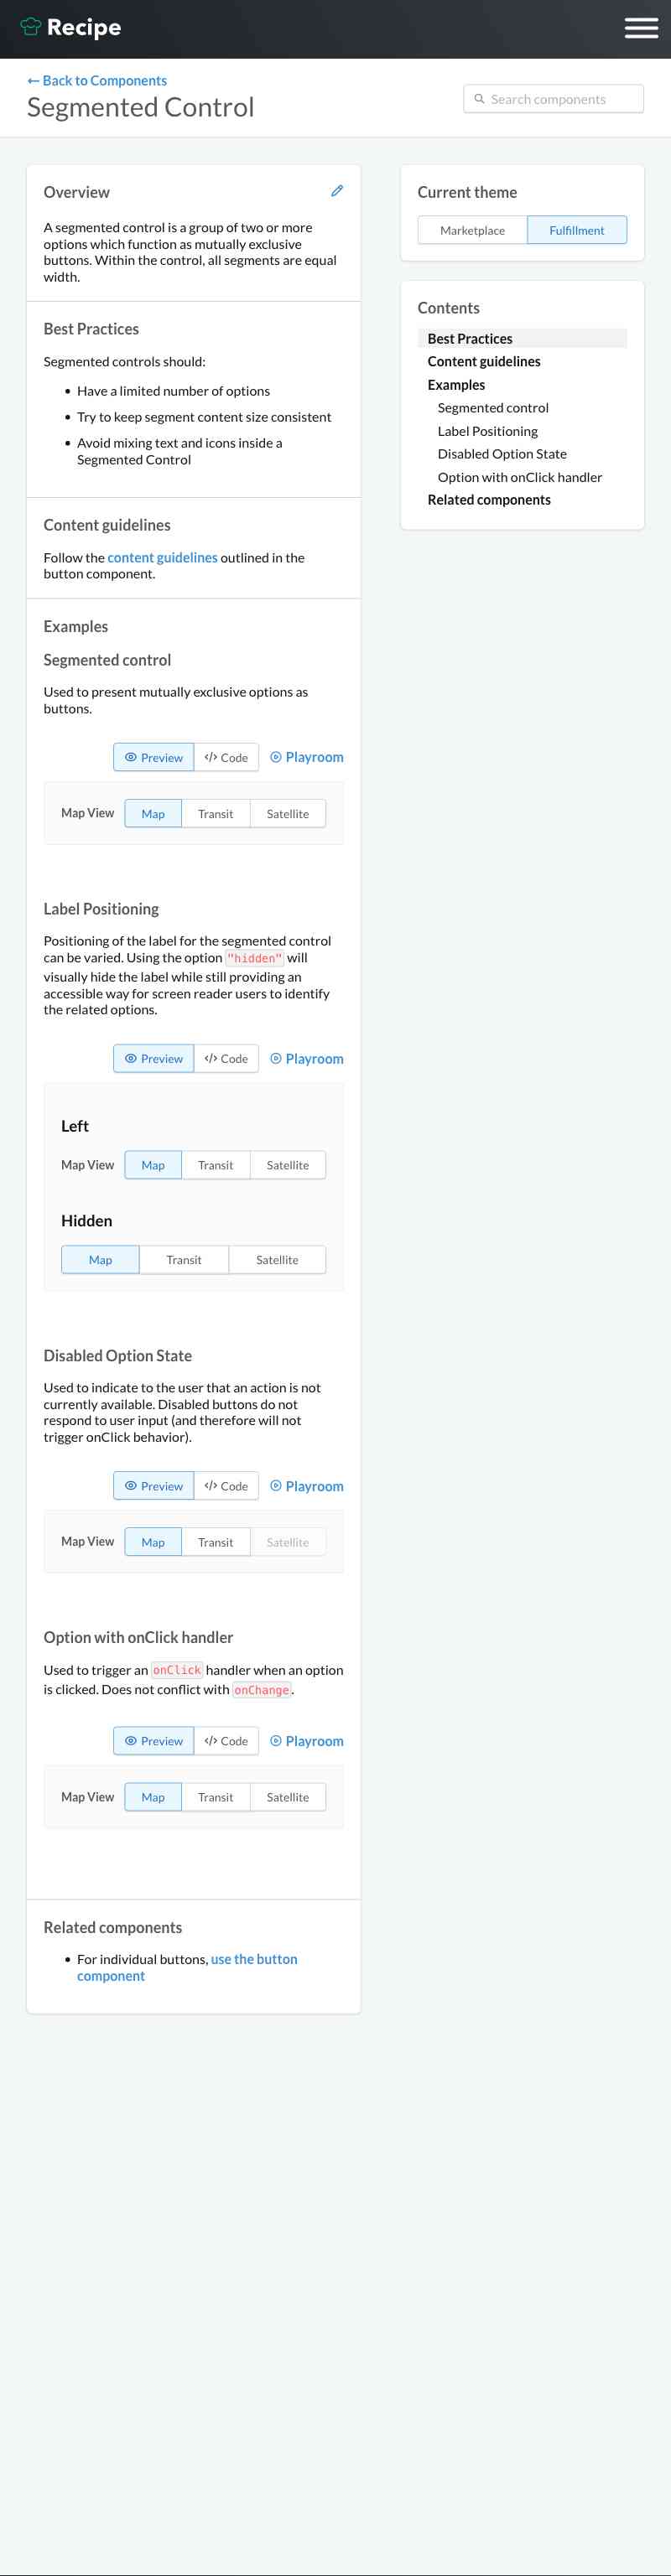 Recipe
← Back to Components
Segmented Control
Search components
Overview
A segmented control is a group of two or more
options which function as mutually exclusive
buttons. Within the control, all segments are equal
width.
Best Practices
Segmented controls should:
• Have a limited number of options
• Try to keep segment content size consistent
• Avoid mixing text and icons inside a
Segmented Control
Content guidelines
Follow the content guidelines outlined in the
button component.
Examples
Segmented control
Used to present mutually exclusive options as
buttons.
Preview </> Code Playroom
Map View Map Transit Satellite
Label Positioning
Positioning of the label for the segmented control
can be varied. Using the option "hidden" will
visually hide the label while still providing an
accessible way for screen reader users to identify
the related options.
Preview </> Code Playroom
Left
Map View Map Transit Satellite
Hidden
Map Transit Satellite
Disabled Option State
Used to indicate to the user that an action is not
currently available. Disabled buttons do not
respond to user input (and therefore will not
trigger onClick behavior).
Preview </> Code Playroom
Map View Map Transit Satellite
Option with onClick handler
Used to trigger an onClick handler when an option
is clicked. Does not conflict with onChange.
Preview </> Code Playroom
Map View Map Transit Satellite
Related components
• For individual buttons, use the button
component
Current theme
Marketplace Fulfillment
Contents
Best Practices
Content guidelines
Examples
Segmented control
Label Positioning
Disabled Option State
Option with onClick handler
Related components